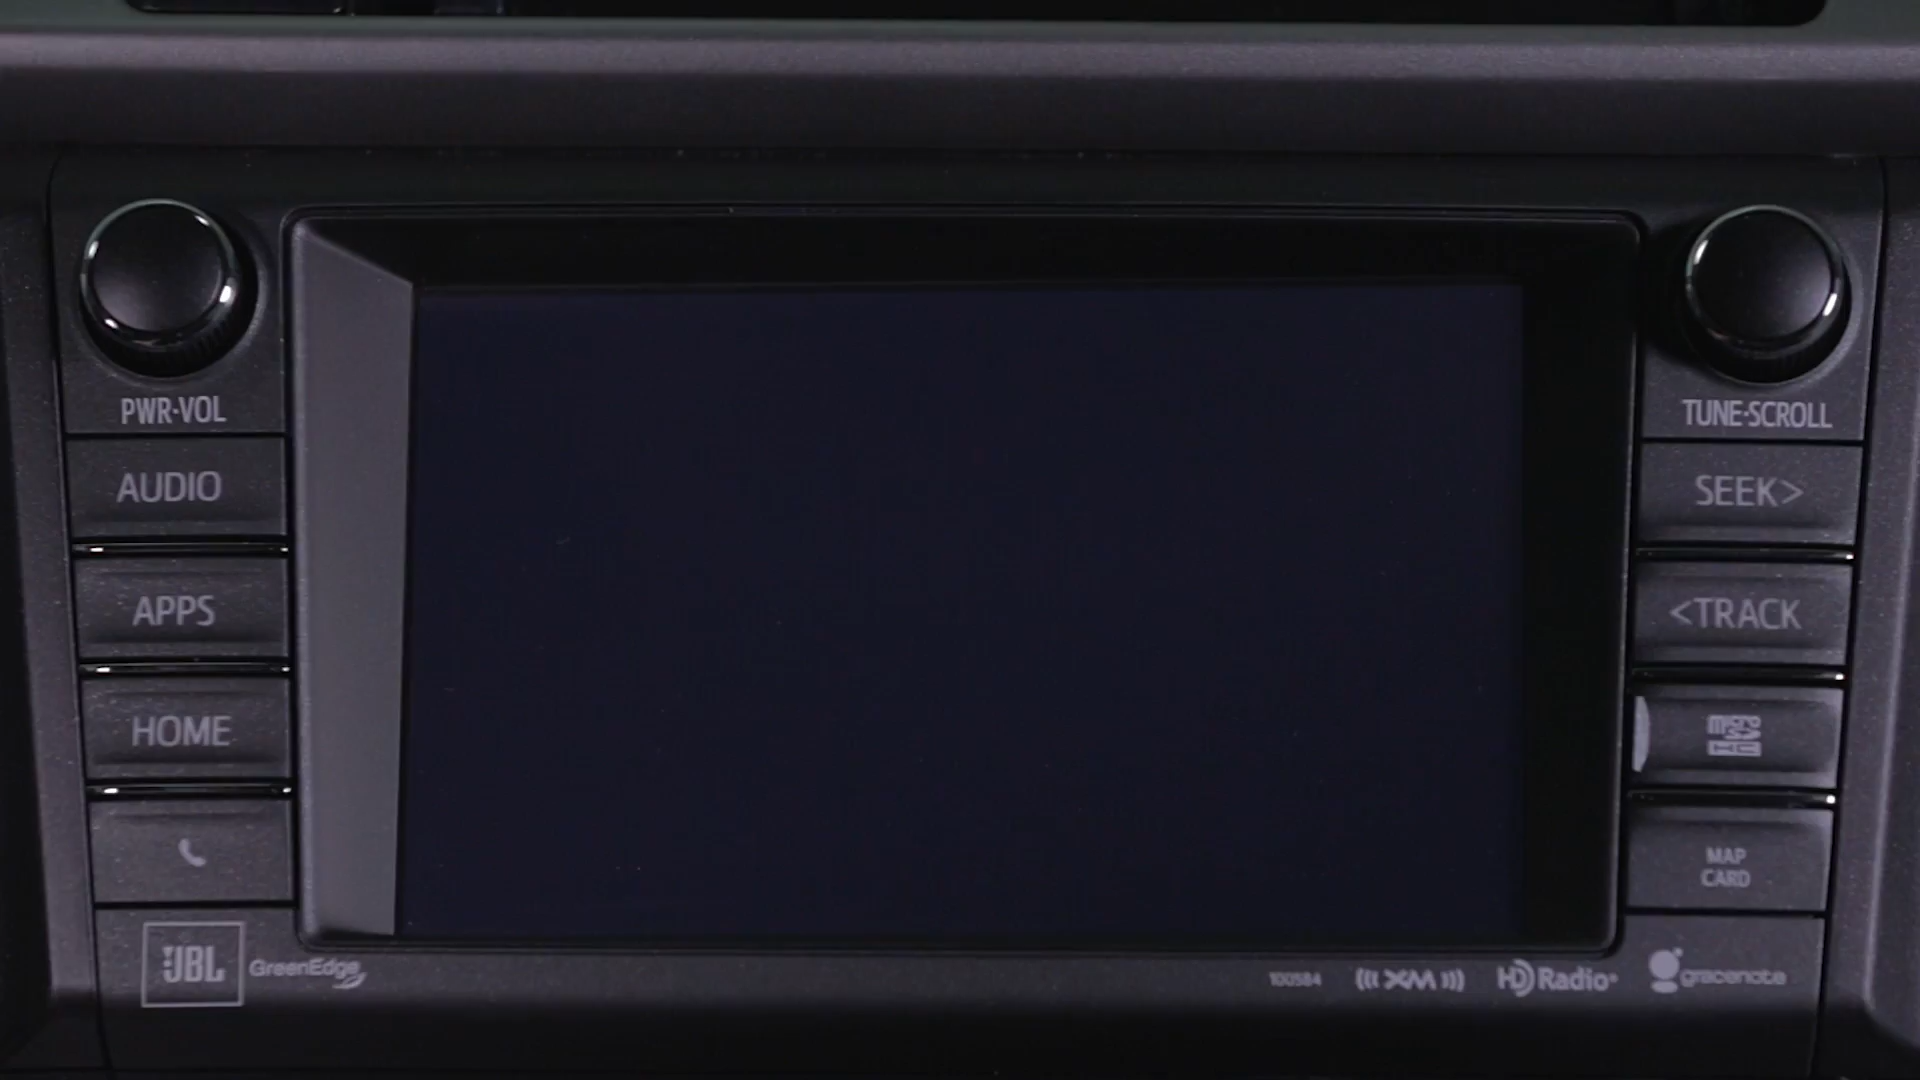 PWR·VOL
AUDIO
APPS
HOME
TUNE·SCROLL
SEEK>
<TRACK
micro
SD
HC
MAP
CARD
JBL GreenEdge
100584 XM HD Radio gracenote